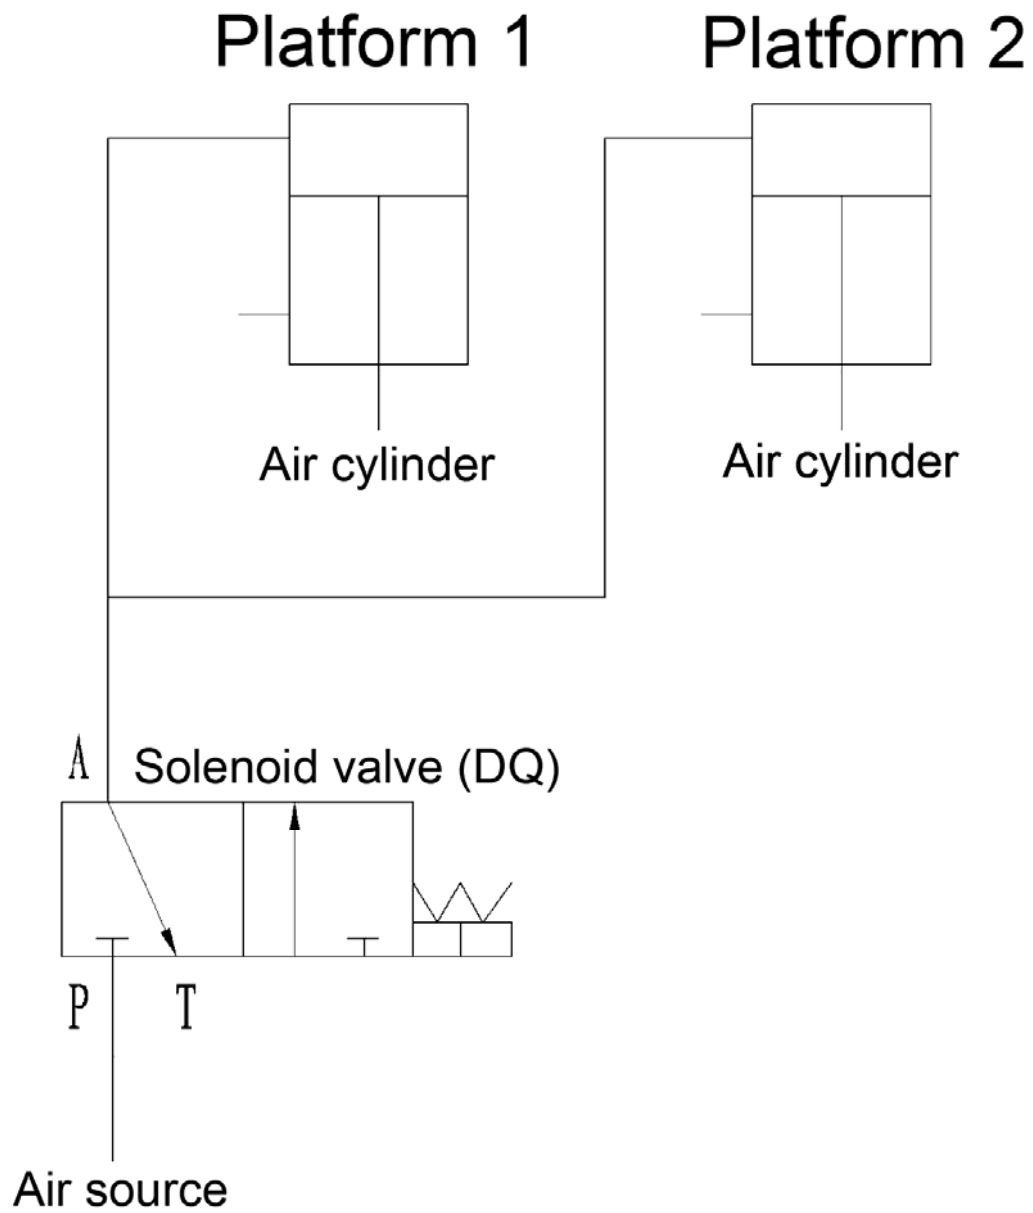 Platform 1
Platform 2
Air cylinder
Air cylinder
A
Solenoid valve (DQ)
P
T
Air source